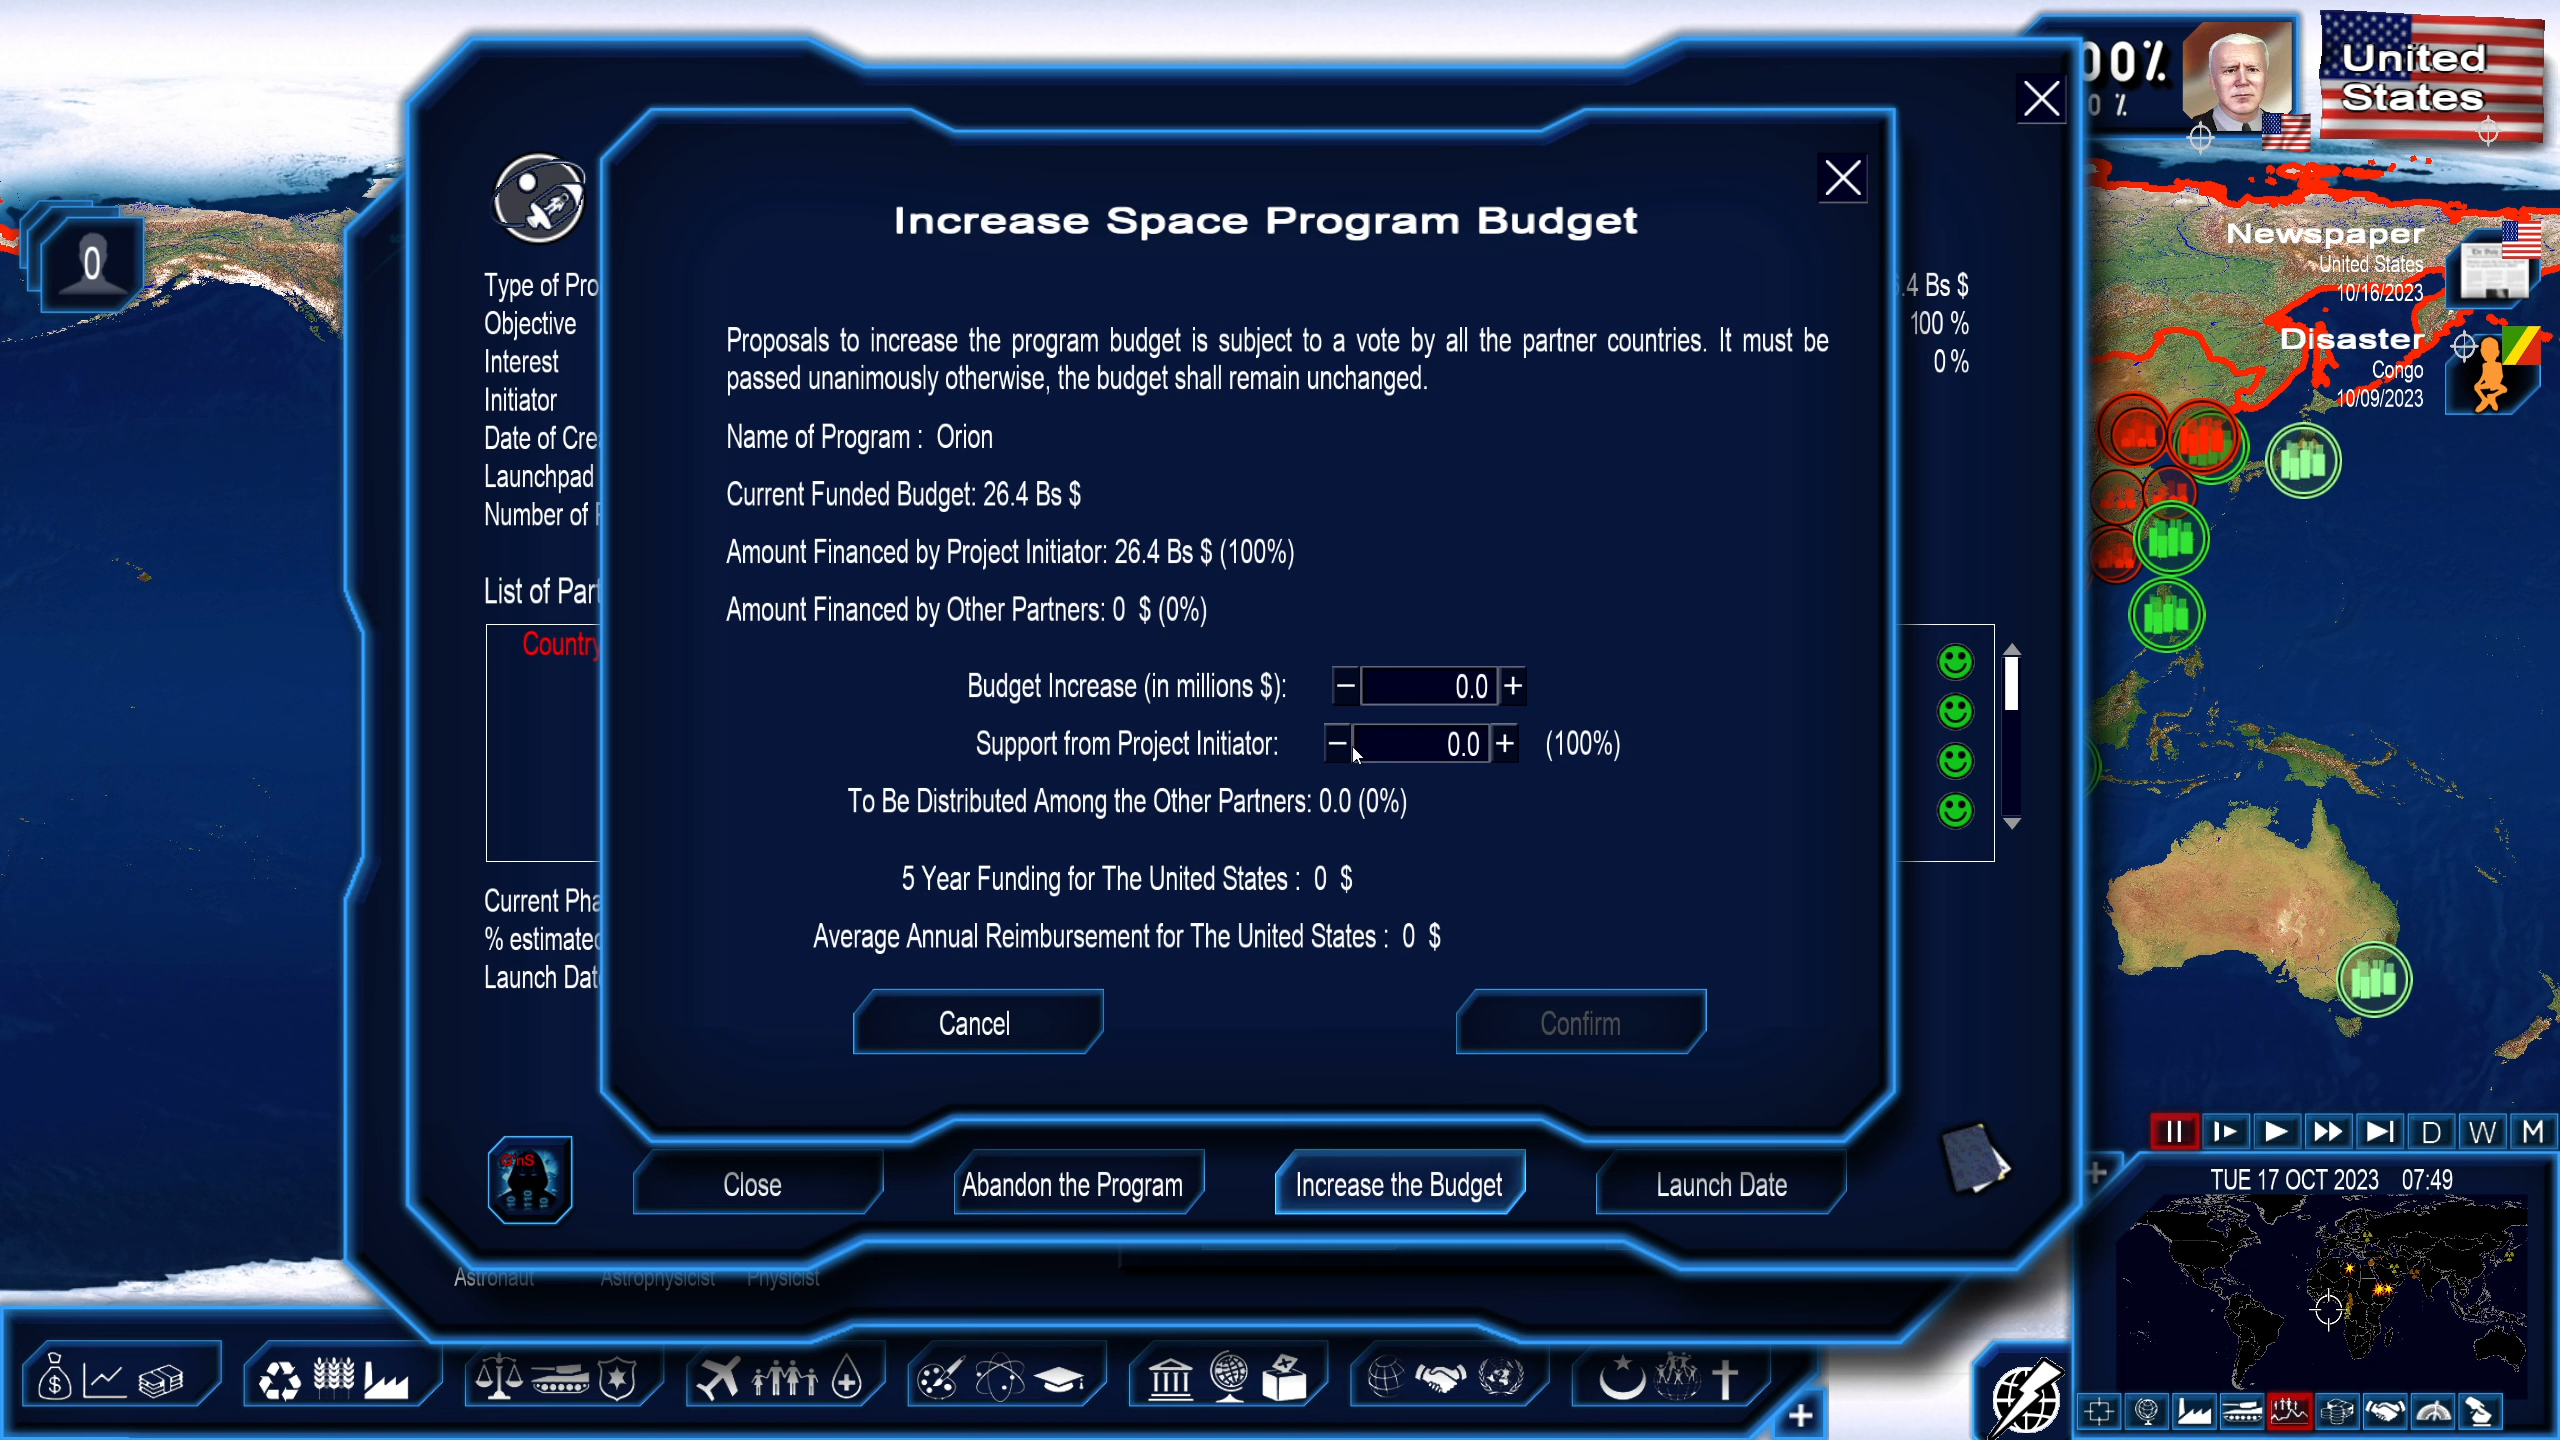 00%
0 %
United
States
0
Newspaper
United States
10/16/2023
Disaster
Congo
10/09/2023
Increase Space Program Budget
Proposals to increase the program budget is subject to a vote by all the partner countries. It must be
passed unanimously otherwise, the budget shall remain unchanged.
Name of Program : Orion
Current Funded Budget: 26.4 Bs $
Amount Financed by Project Initiator: 26.4 Bs $ (100%)
Amount Financed by Other Partners: 0 $ (0%)
Budget Increase (in millions $): − 0.0 +
Support from Project Initiator: − 0.0 + (100%)
To Be Distributed Among the Other Partners: 0.0 (0%)
5 Year Funding for The United States : 0 $
Average Annual Reimbursement for The United States : 0 $
Cancel
Confirm
Type of Pro
Objective
Interest
Initiator
Date of Cre
Launchpad
Number of
List of Part
Country
Current Pha
% estimated
Launch Dat
.4 Bs $
100 %
0 %
G'nS
Close
Abandon the Program
Increase the Budget
Launch Date
Astronaut
Astrophysicist
Physicist
D
W
M
TUE 17 OCT 2023 07:49